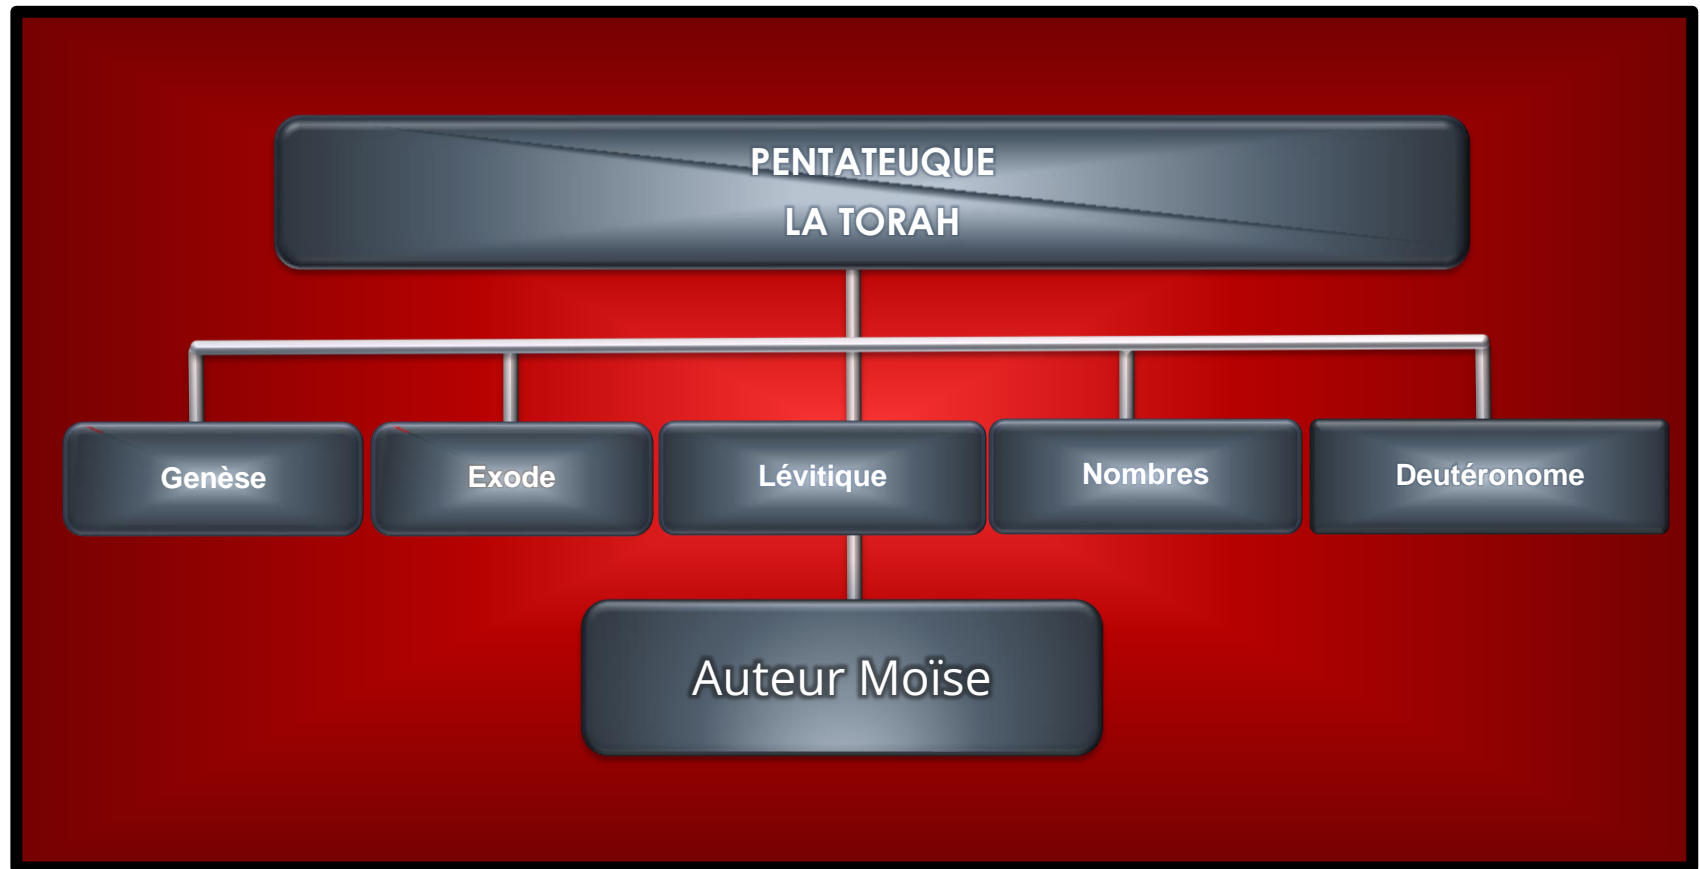 PENTATEUQUE
LA TORAH
Genèse
Exode
Lévitique
Nombres
Deutéronome
Auteur Moïse